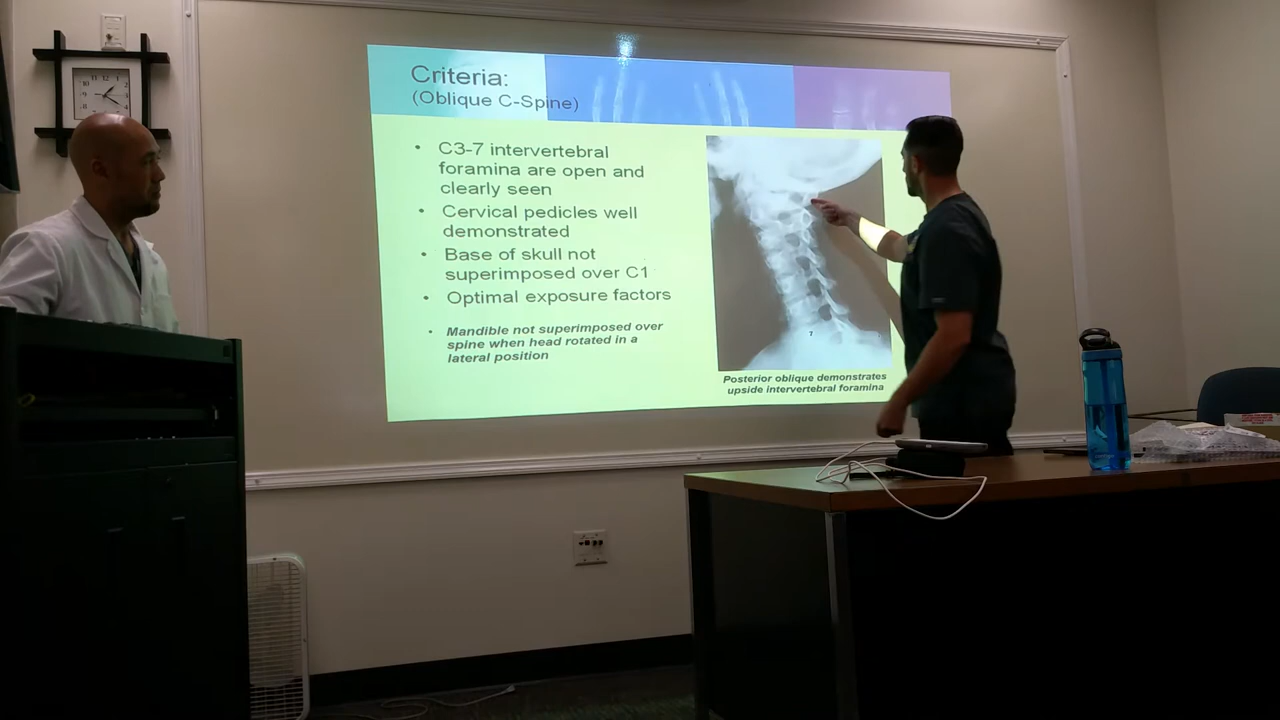 Criteria:
(Oblique C-Spine)
C3-7 intervertebral
foramina are open and
clearly seen
Cervical pedicles well
demonstrated
Base of skull not
superimposed over C1
Optimal exposure factors
Mandible not superimposed over
spine when head rotated in a
lateral position
7
Posterior oblique demonstrates
upside intervertebral foramina